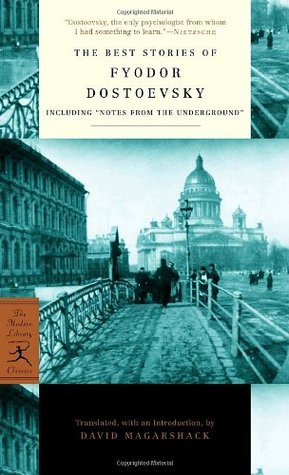 "Dostoevsky, the only psychologist from whom
I had something to learn."—NIETZSCHE
THE BEST STORIES OF
FYODOR
DOSTOEVSKY
INCLUDING "NOTES FROM THE UNDERGROUND"
The
Modern
Library
Classics
Translated, with an Introduction, by
DAVID MAGARSHACK